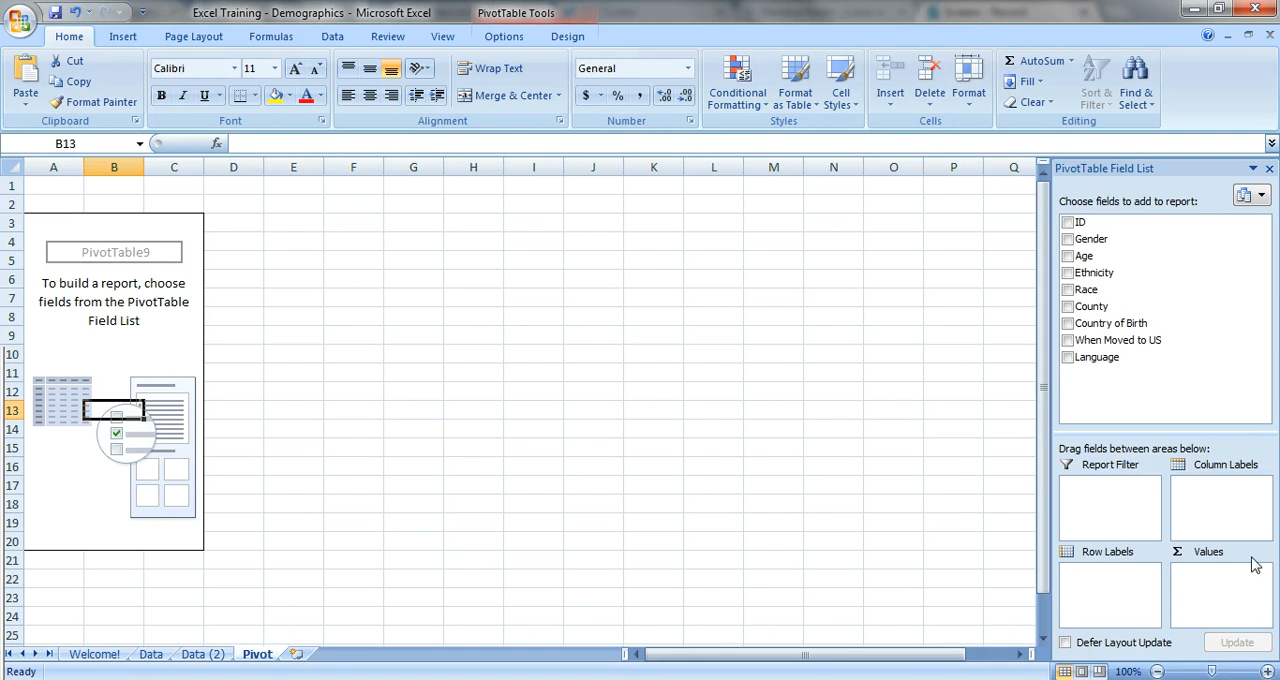 Excel Training - Demographics - Microsoft Excel
PivotTable Tools
Home
Insert
Page Layout
Formulas
Data
Review
View
Options
Design
Paste
Cut
Copy
Format Painter
Clipboard
Calibri
11
B I U
Font
Wrap Text
Merge & Center
Alignment
General
$ % ,
Number
Conditional Formatting
Format as Table
Cell Styles
Styles
Insert
Delete
Format
Cells
Σ AutoSum
Fill
Clear
Sort & Filter
Find & Select
Editing
B13
fx
A B C D E F G H I J K L M N O P Q
1
2
3
4
5
6
7
8
9
10
11
12
13
14
15
16
17
18
19
20
21
22
23
24
25
PivotTable9
To build a report, choose
fields from the PivotTable
Field List
PivotTable Field List
Choose fields to add to report:
ID
Gender
Age
Ethnicity
Race
County
Country of Birth
When Moved to US
Language
Drag fields between areas below:
Report Filter
Column Labels
Row Labels
Σ Values
Defer Layout Update
Update
Welcome!
Data
Data (2)
Pivot
Ready
100%